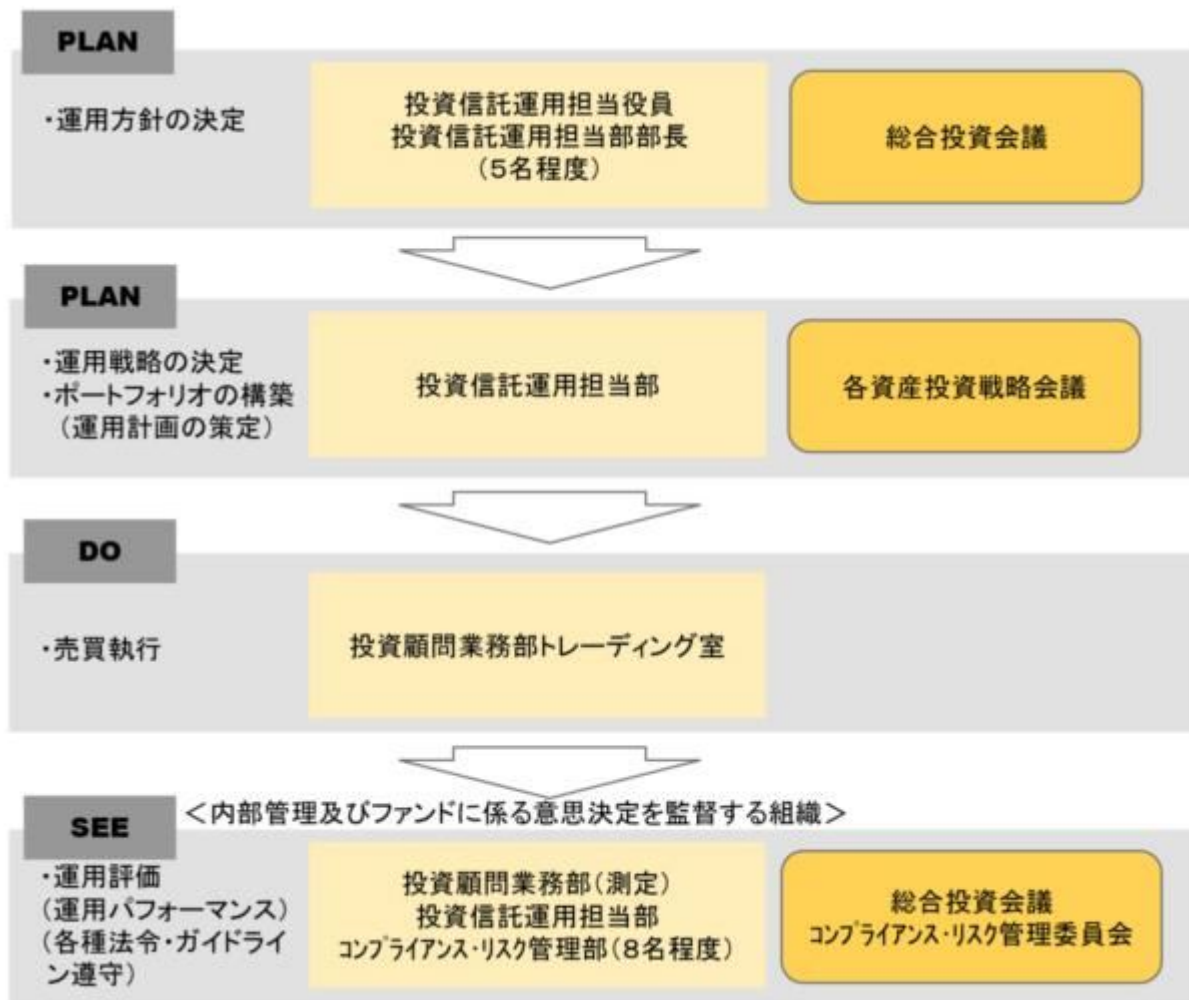 PLAN
・運用方針の決定
投資信託運用担当役員
投資信託運用担当部部長
(5名程度)
総合投資会議
PLAN
・運用戦略の決定
・ポートフォリオの構築
(運用計画の策定)
投資信託運用担当部
各資産投資戦略会議
DO
・売買執行
投資顧問業務部トレーディング室
<内部管理及びファンドに係る意思決定を監督する組織>
SEE
・運用評価
(運用パフォーマンス)
(各種法令・ガイドライ
ン遵守)
投資顧問業務部(測定)
投資信託運用担当部
コンプライアンス・リスク管理部(8名程度)
総合投資会議
コンプライアンス・リスク管理委員会